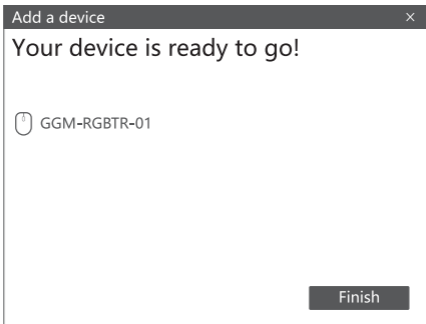 Add a device
Your device is ready to go!
GGM-RGBTR-01
Finish